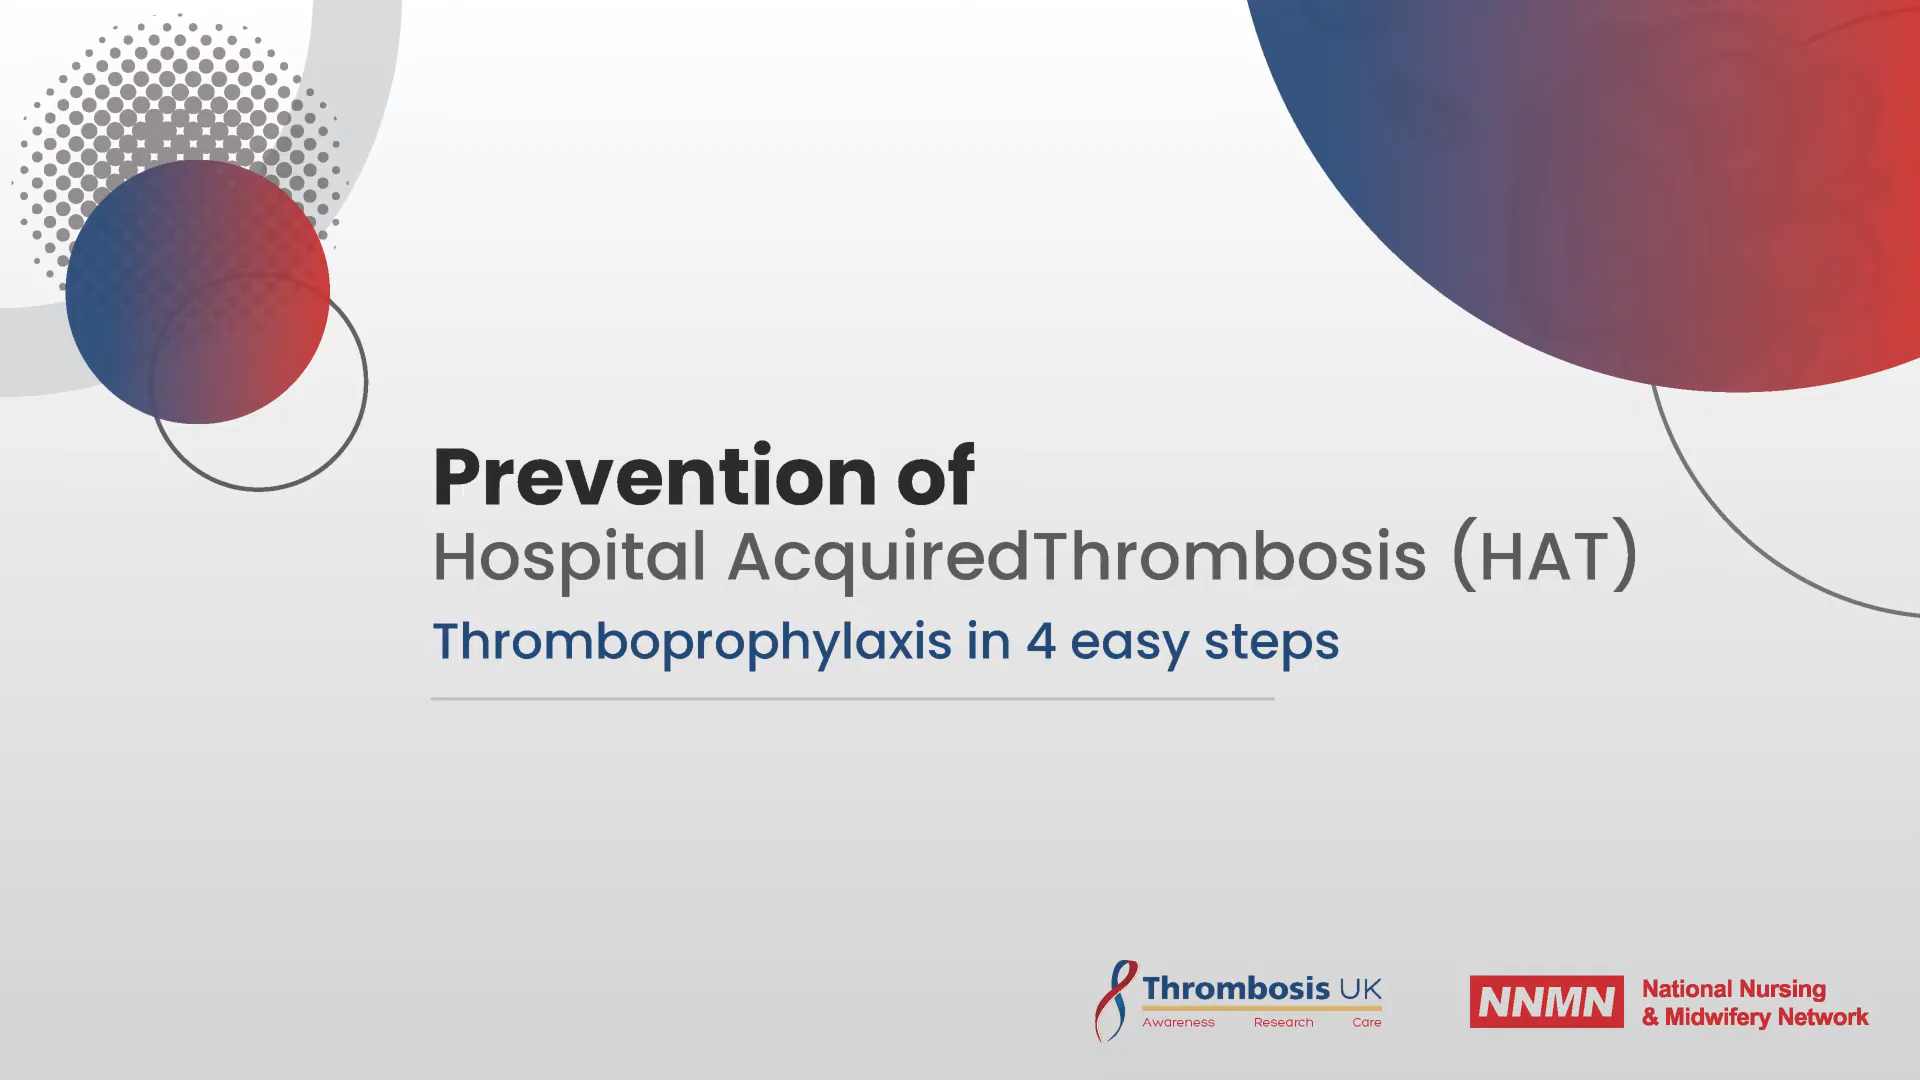 Prevention of
Hospital AcquiredThrombosis (HAT)
Thromboprophylaxis in 4 easy steps
Thrombosis UK
Awareness Research Care
NNMN
National Nursing
& Midwifery Network